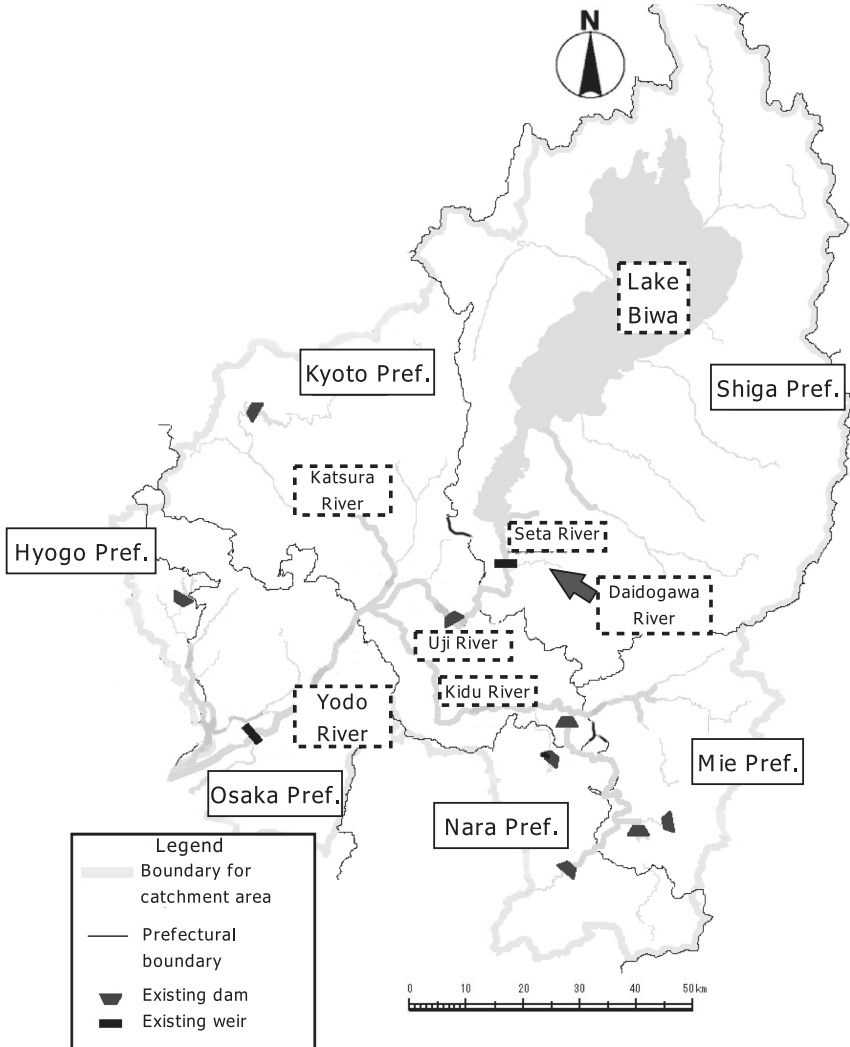 N
Lake
Biwa
Kyoto Pref.
Shiga Pref.
Katsura
River
Seta River
Hyogo Pref.
Daidogawa
River
Uji River
Kidu River
Yodo
River
Mie Pref.
Osaka Pref.
Nara Pref.
Legend
Boundary for
catchment area
Prefectural
boundary
Existing dam
Existing weir
0 10 20 30 40 50km